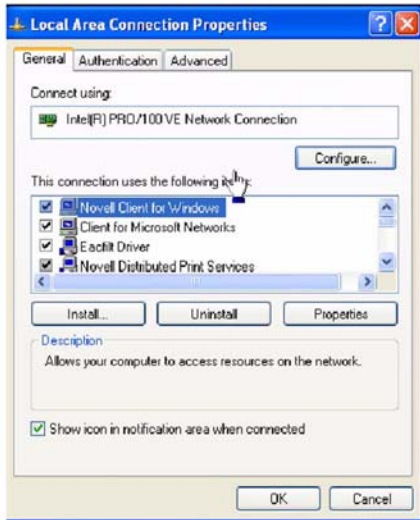 Local Area Connection Properties
General Authentication Advanced
Connect using:
Intel(R) PRO/100 VE Network Connection
Configure...
This connection uses the following
Novell Client for Windows
Client for Microsoft Networks
Eacfilt Driver
Novell Distributed Print Services
Install... Uninstall Properties
Description
Allows your computer to access resources on the network.
Show icon in notification area when connected
OK Cancel